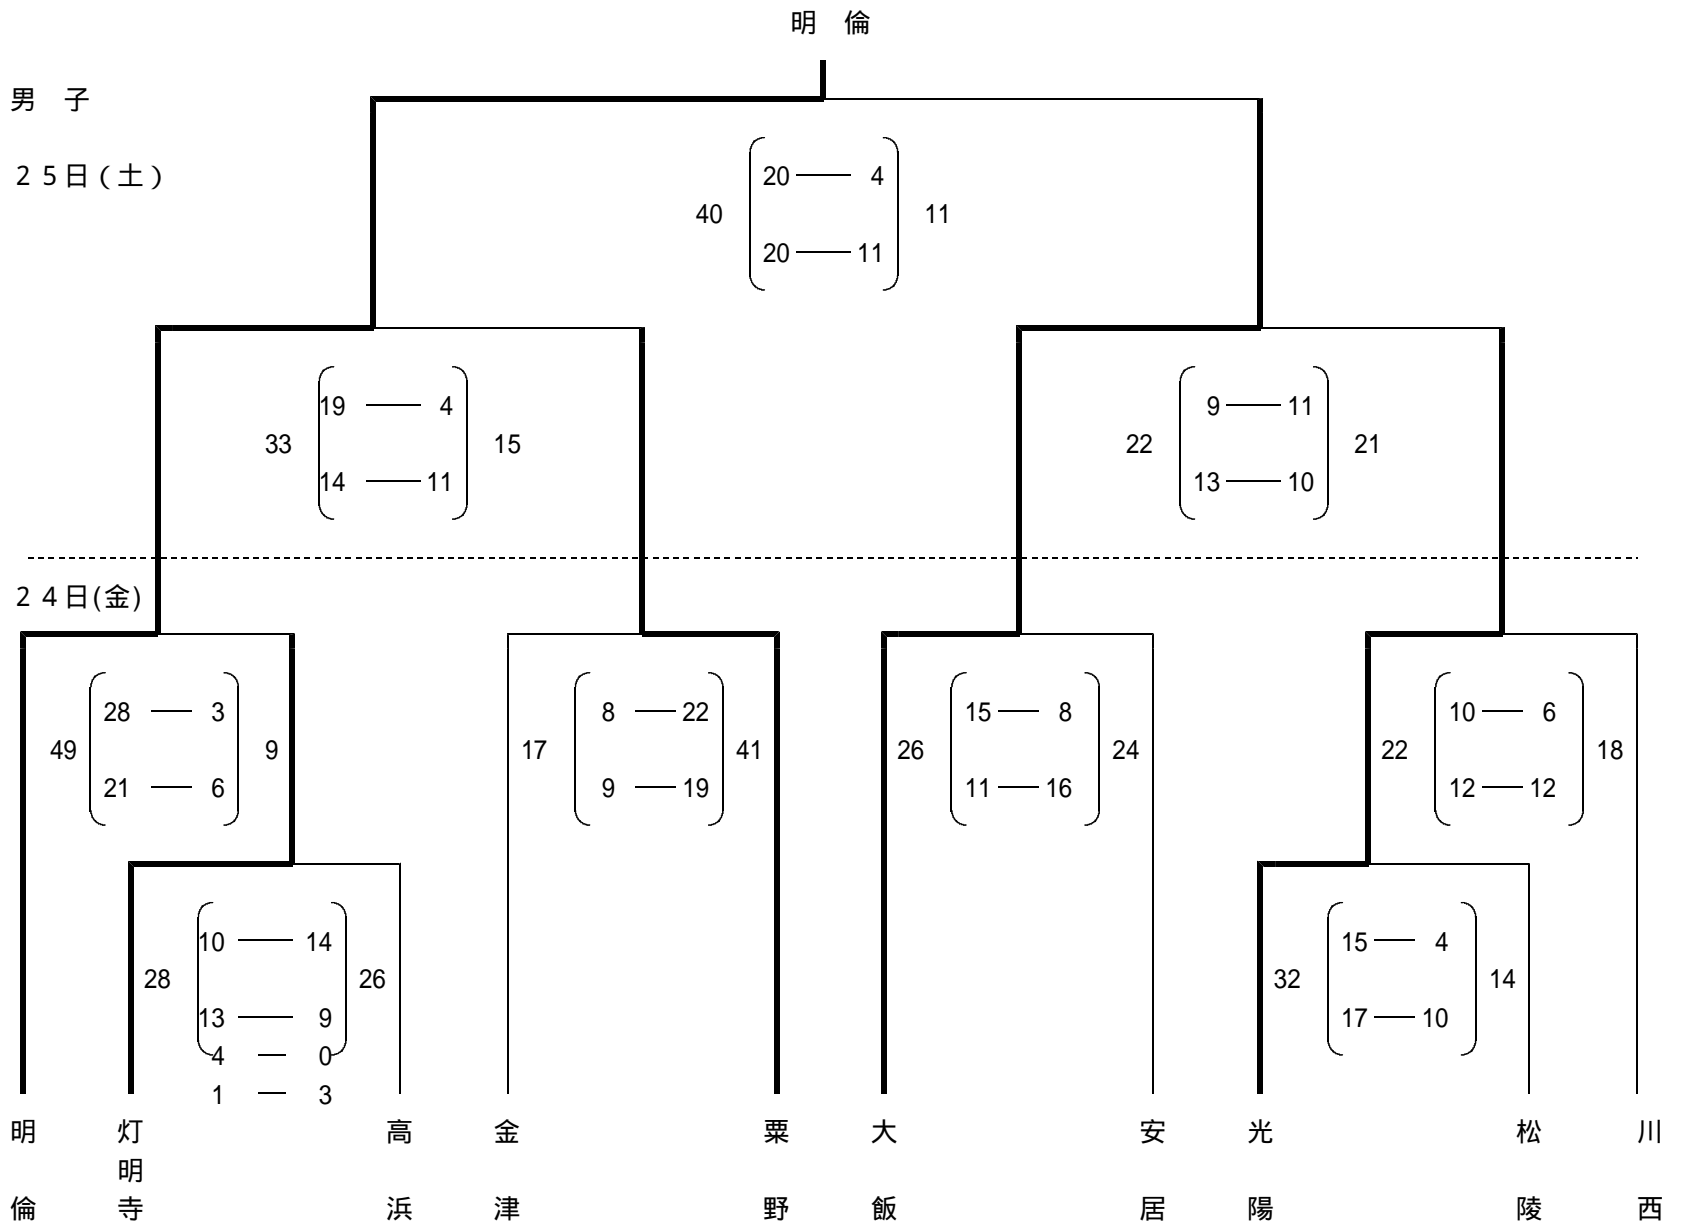 明 倫
男 子
２５日(土)
20 — 4
40 11
20 — 11
19 — 4 9 — 11
33 15 22 21
14 — 11 13 — 10
２４日(金)
28 — 3 8 — 22 15 — 8 10 — 6
49 9 17 41 26 24 22 18
21 — 6 9 — 19 11 — 16 12 — 12
10 — 14 15 — 4
28 26 32 14
13 — 9 17 — 10
4 — 0
1 — 3
明倫 灯明寺 高浜 金津 粟野 大飯 安居 光陽 松陵 川西